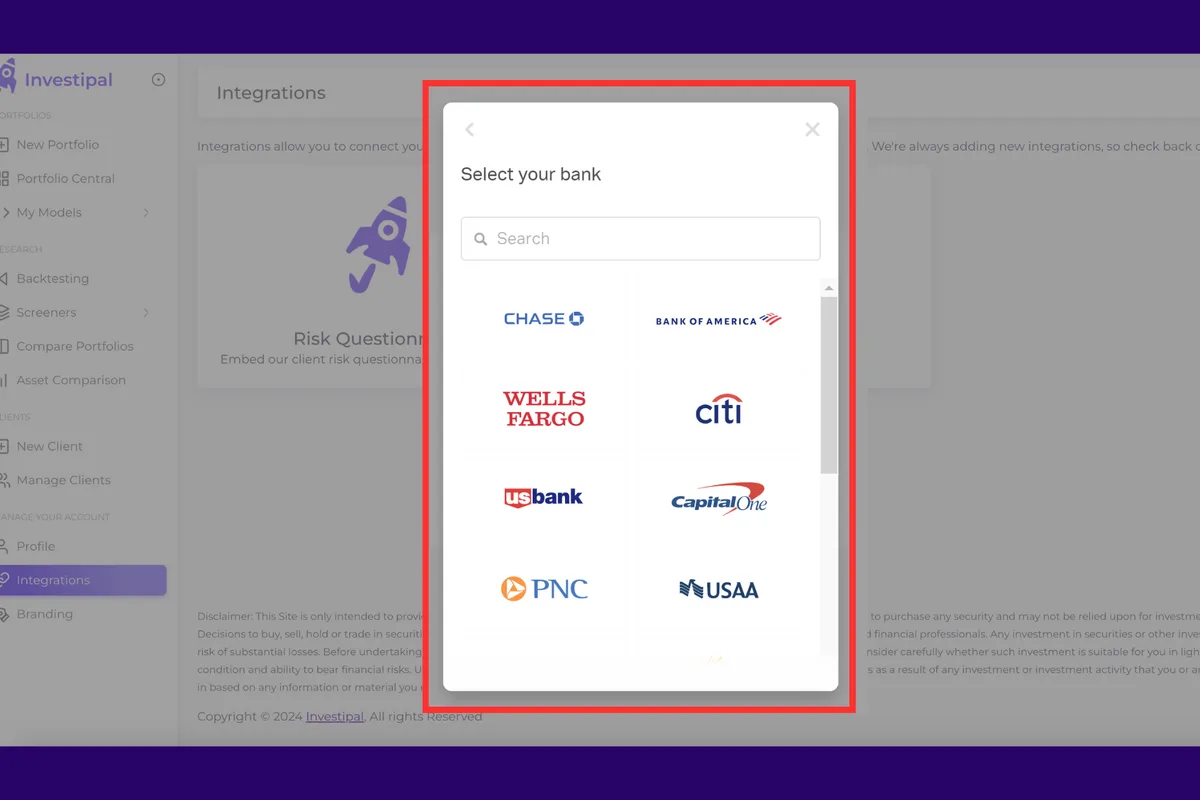 Investipal
PORTFOLIOS
New Portfolio
Portfolio Central
My Models
RESEARCH
Backtesting
Screeners
Compare Portfolios
Asset Comparison
CLIENTS
New Client
Manage Clients
MANAGE YOUR ACCOUNT
Profile
Integrations
Branding
Integrations
Integrations allow you to connect you
We're always adding new integrations, so check back
Risk Question
Embed our client risk questionna
Select your bank
Search
CHASE
BANK OF AMERICA
WELLS
FARGO
citi
usbank
Capital One
PNC
USAA
Disclaimer: This Site is only intended to provi
to purchase any security and may not be relied upon for investme
Decisions to buy, sell, hold or trade in securiti
financial professionals. Any investment in securities or other inve
risk of substantial losses. Before undertaking
nsider carefully whether such investment is suitable for you in ligh
condition and ability to bear financial risks. U
s as a result of any investment or investment activity that you or a
in based on any information or material you
Copyright © 2024 Investipal, All rights Reserved